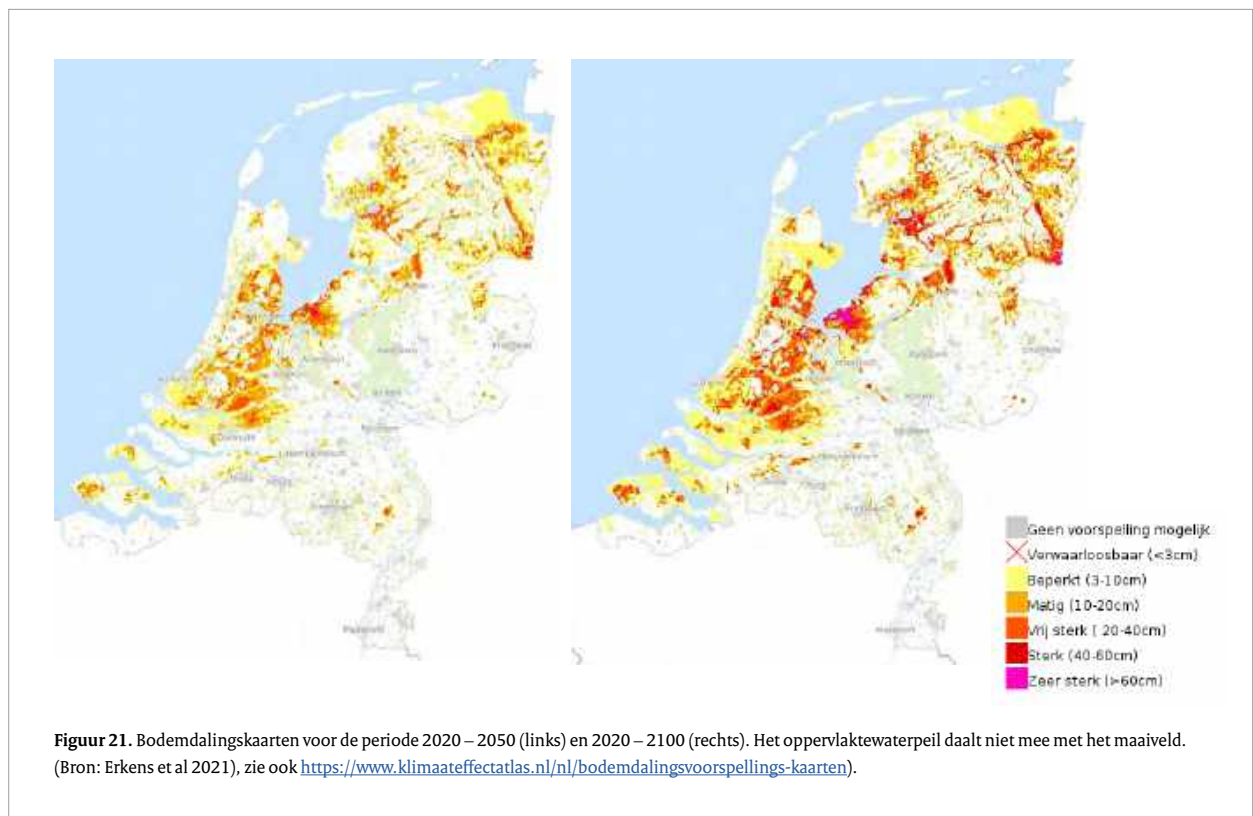 Geen voorspelling mogelijk
Verwaarloosbaar (<3cm)
Beperkt (3-10cm)
Matig (10-20cm)
Vrij sterk ( 20-40cm)
Sterk (40-60cm)
Zeer sterk (>60cm)
Figuur 21. Bodemdalingskaarten voor de periode 2020 – 2050 (links) en 2020 – 2100 (rechts). Het oppervlaktewaterpeil daalt niet mee met het maaiveld.
(Bron: Erkens et al 2021), zie ook https://www.klimaateffectatlas.nl/nl/bodemdalingsvoorspellings-kaarten).